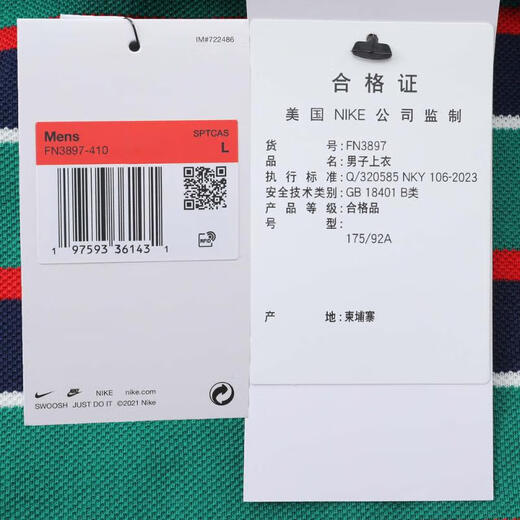 IM#722486
Mens
SPTCAS
FN3897-410
L
1 97593 36143 1
RFID
NIKE
nike.com
SWOOSH JUST DO IT ©2021 Nike
合格证
美国 NIKE 公司监制
货号:FN3897
品名:男子上衣
执行标准:Q/320585 NKY 106-2023
安全技术类别:GB 18401 B类
产品等级:合格品
号型:
175/92A
产地:柬埔寨